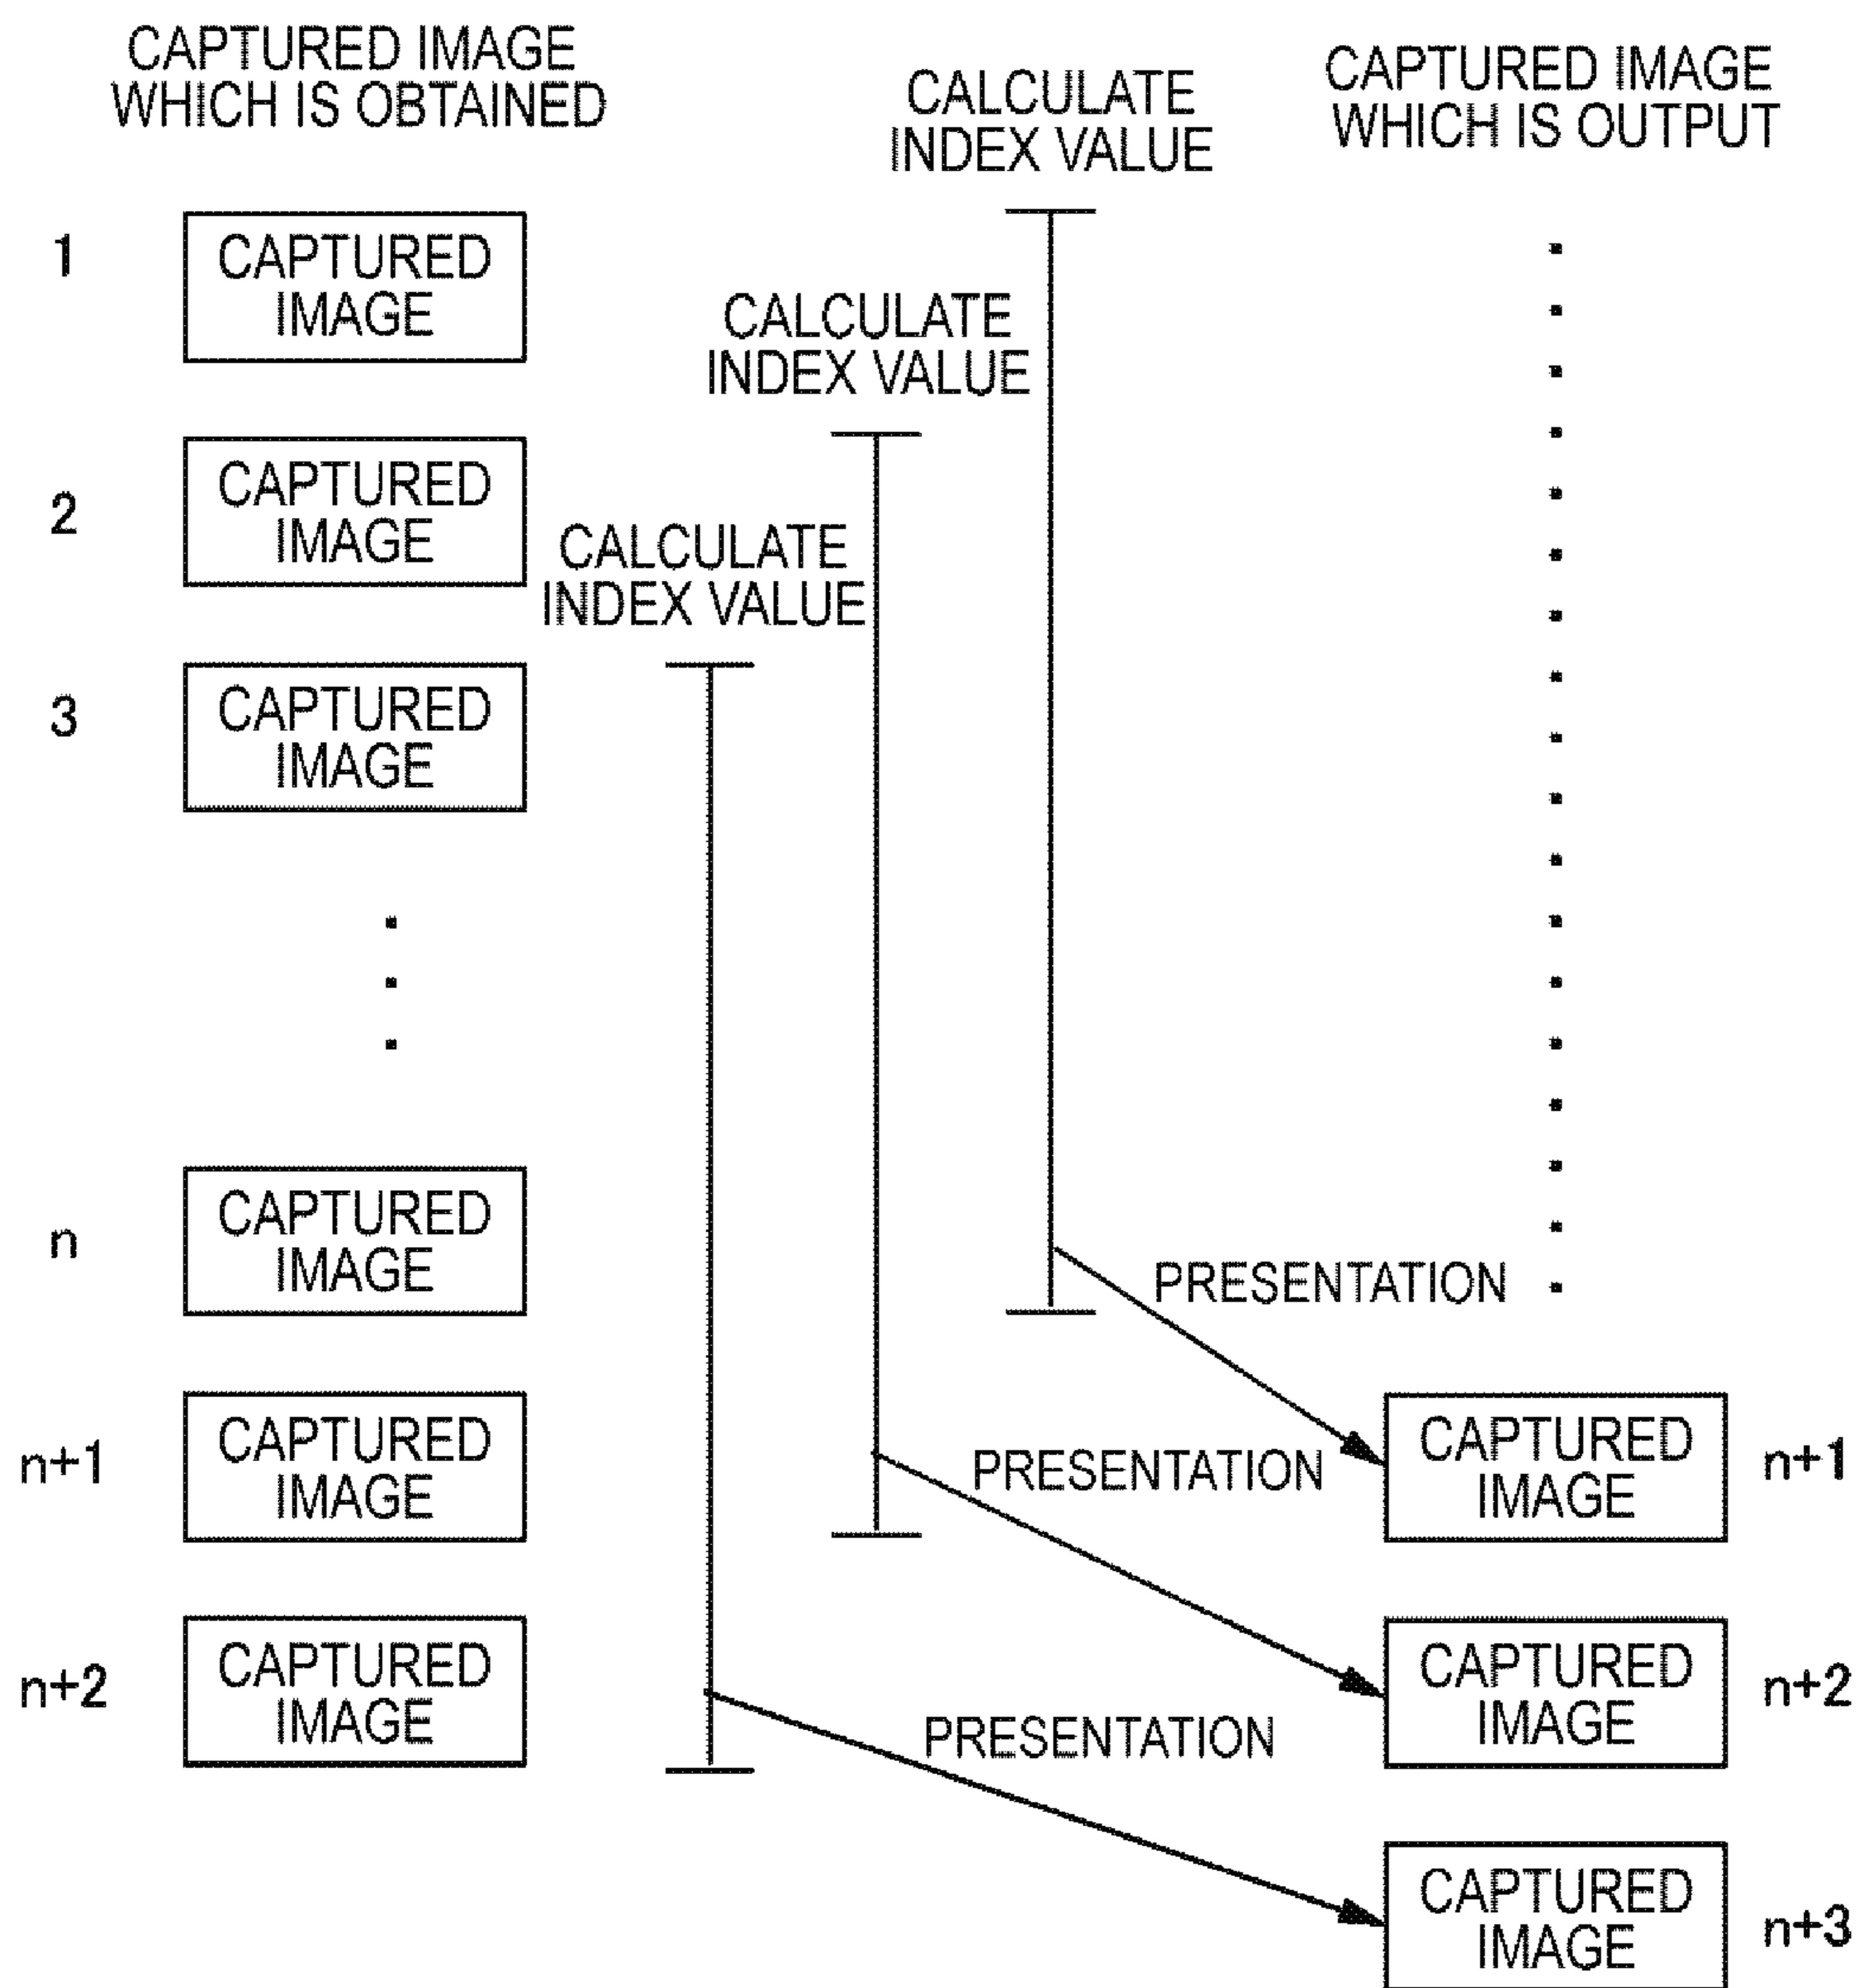 CAPTURED IMAGE
WHICH IS OBTAINED
CALCULATE
INDEX VALUE
CAPTURED IMAGE
WHICH IS OUTPUT
1
CAPTURED
IMAGE
CALCULATE
INDEX VALUE
2
CAPTURED
IMAGE
CALCULATE
INDEX VALUE
3
CAPTURED
IMAGE
n
CAPTURED
IMAGE
PRESENTATION
n+1
CAPTURED
IMAGE
PRESENTATION
CAPTURED
IMAGE
n+1
n+2
CAPTURED
IMAGE
PRESENTATION
CAPTURED
IMAGE
n+2
CAPTURED
IMAGE
n+3